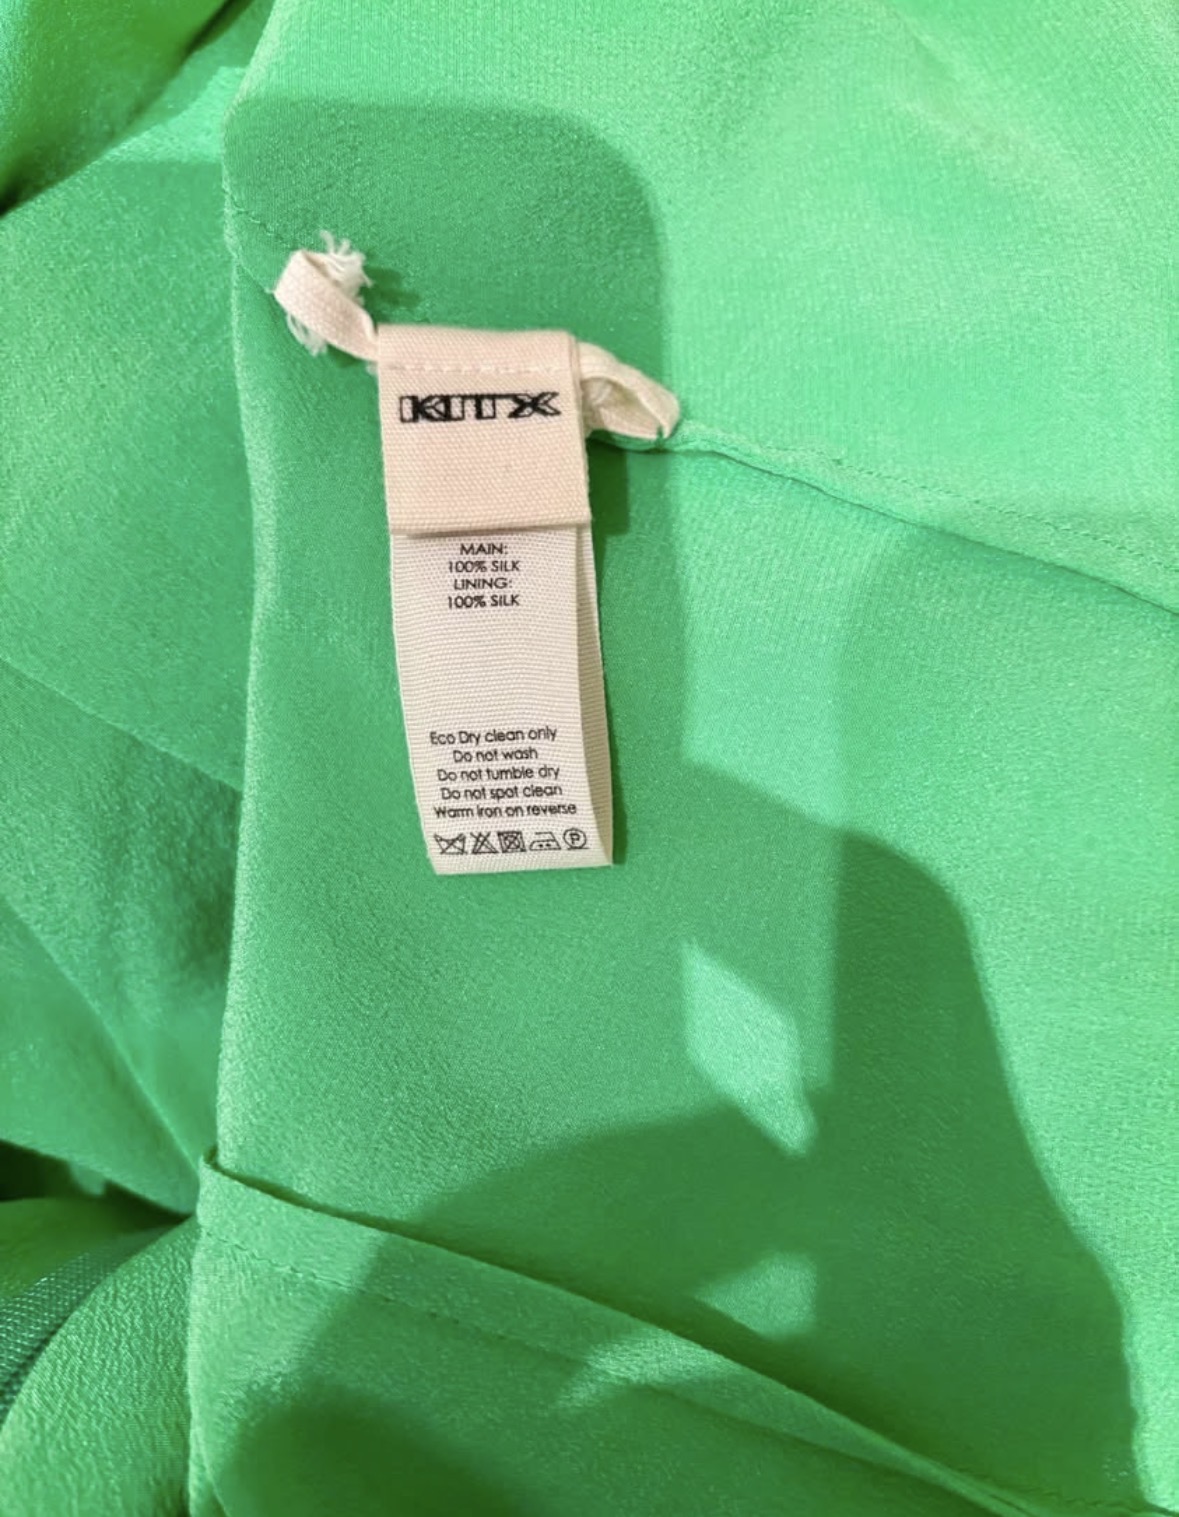 KITX
MAIN:
100% SILK
LINING:
100% SILK
Eco Dry clean only
Do not wash
Do not tumble dry
Do not spot clean
Warm iron on reverse
P